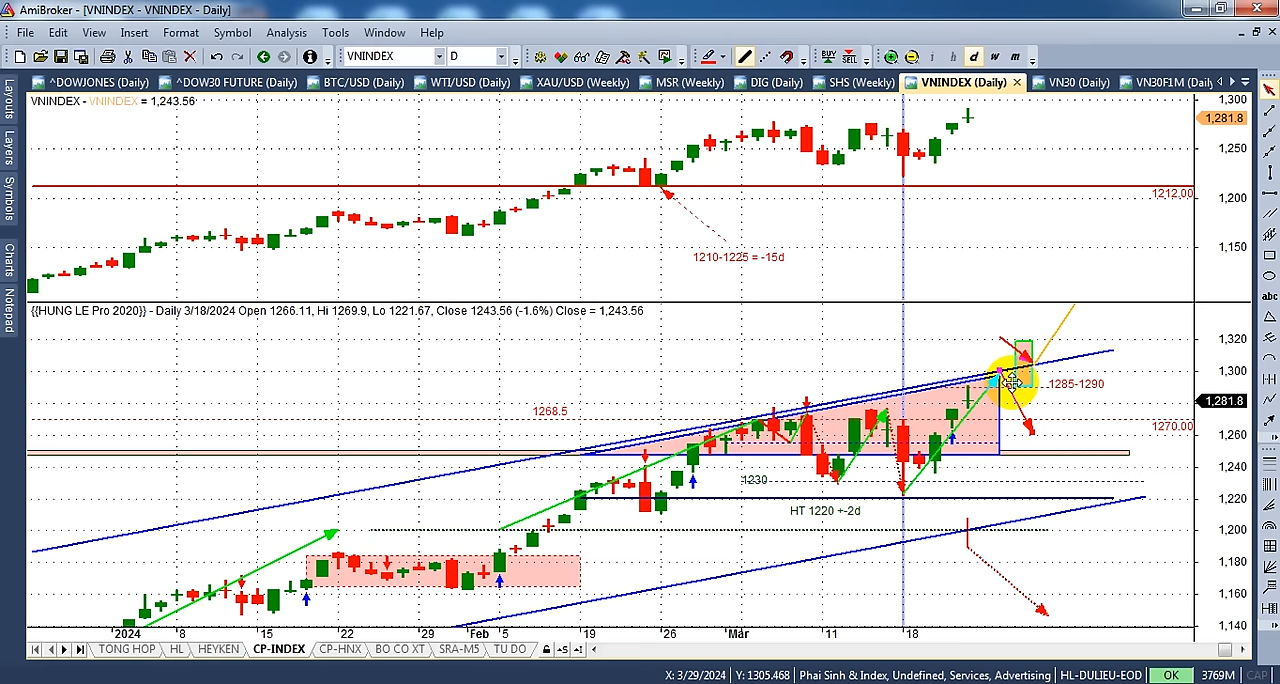 AmiBroker - [VNINDEX - VNINDEX - Daily]
File Edit View Insert Format Symbol Analysis Tools Window Help
VNINDEX D BUY SELL i h d w m
^DOWJONES (Daily) ^DOW30 FUTURE (Daily) BTC/USD (Daily) WTI/USD (Daily) XAU/USD (Weekly) MSR (Weekly) DIG (Daily) SHS (Weekly) VNINDEX (Daily) VN30 (Daily) VN30F1M (Daily)
Layouts
Layers
Symbols
Charts
Notepad
VNINDEX - VNINDEX = 1,243.56
1,300
1,281.8
1,250
1212.00
1,200
1210-1225 = -15d
1,150
{{HUNG LE Pro 2020}} - Daily 3/18/2024 Open 1266.11, Hi 1269.9, Lo 1221.67, Close 1243.56 (-1.6%) Close = 1,243.56
1,320
1,300
1285-1290
1,281.8
1268.5
1270.00
1,260
1,240
1230
1,220
HT 1220 +-2d
1,200
1,180
1,160
1,140
2024 8 15 22 29 Feb 5 19 26 Mar 11 18
abc
TONG HOP HL HEYKEN CP-INDEX CP-HNX BO CO XT SRA-M5 TU DO
X: 3/29/2024 Y: 1305.468 Phai Sinh & Index, Undefined, Services, Advertising HL-DULIEU-EOD OK 3769M CAP